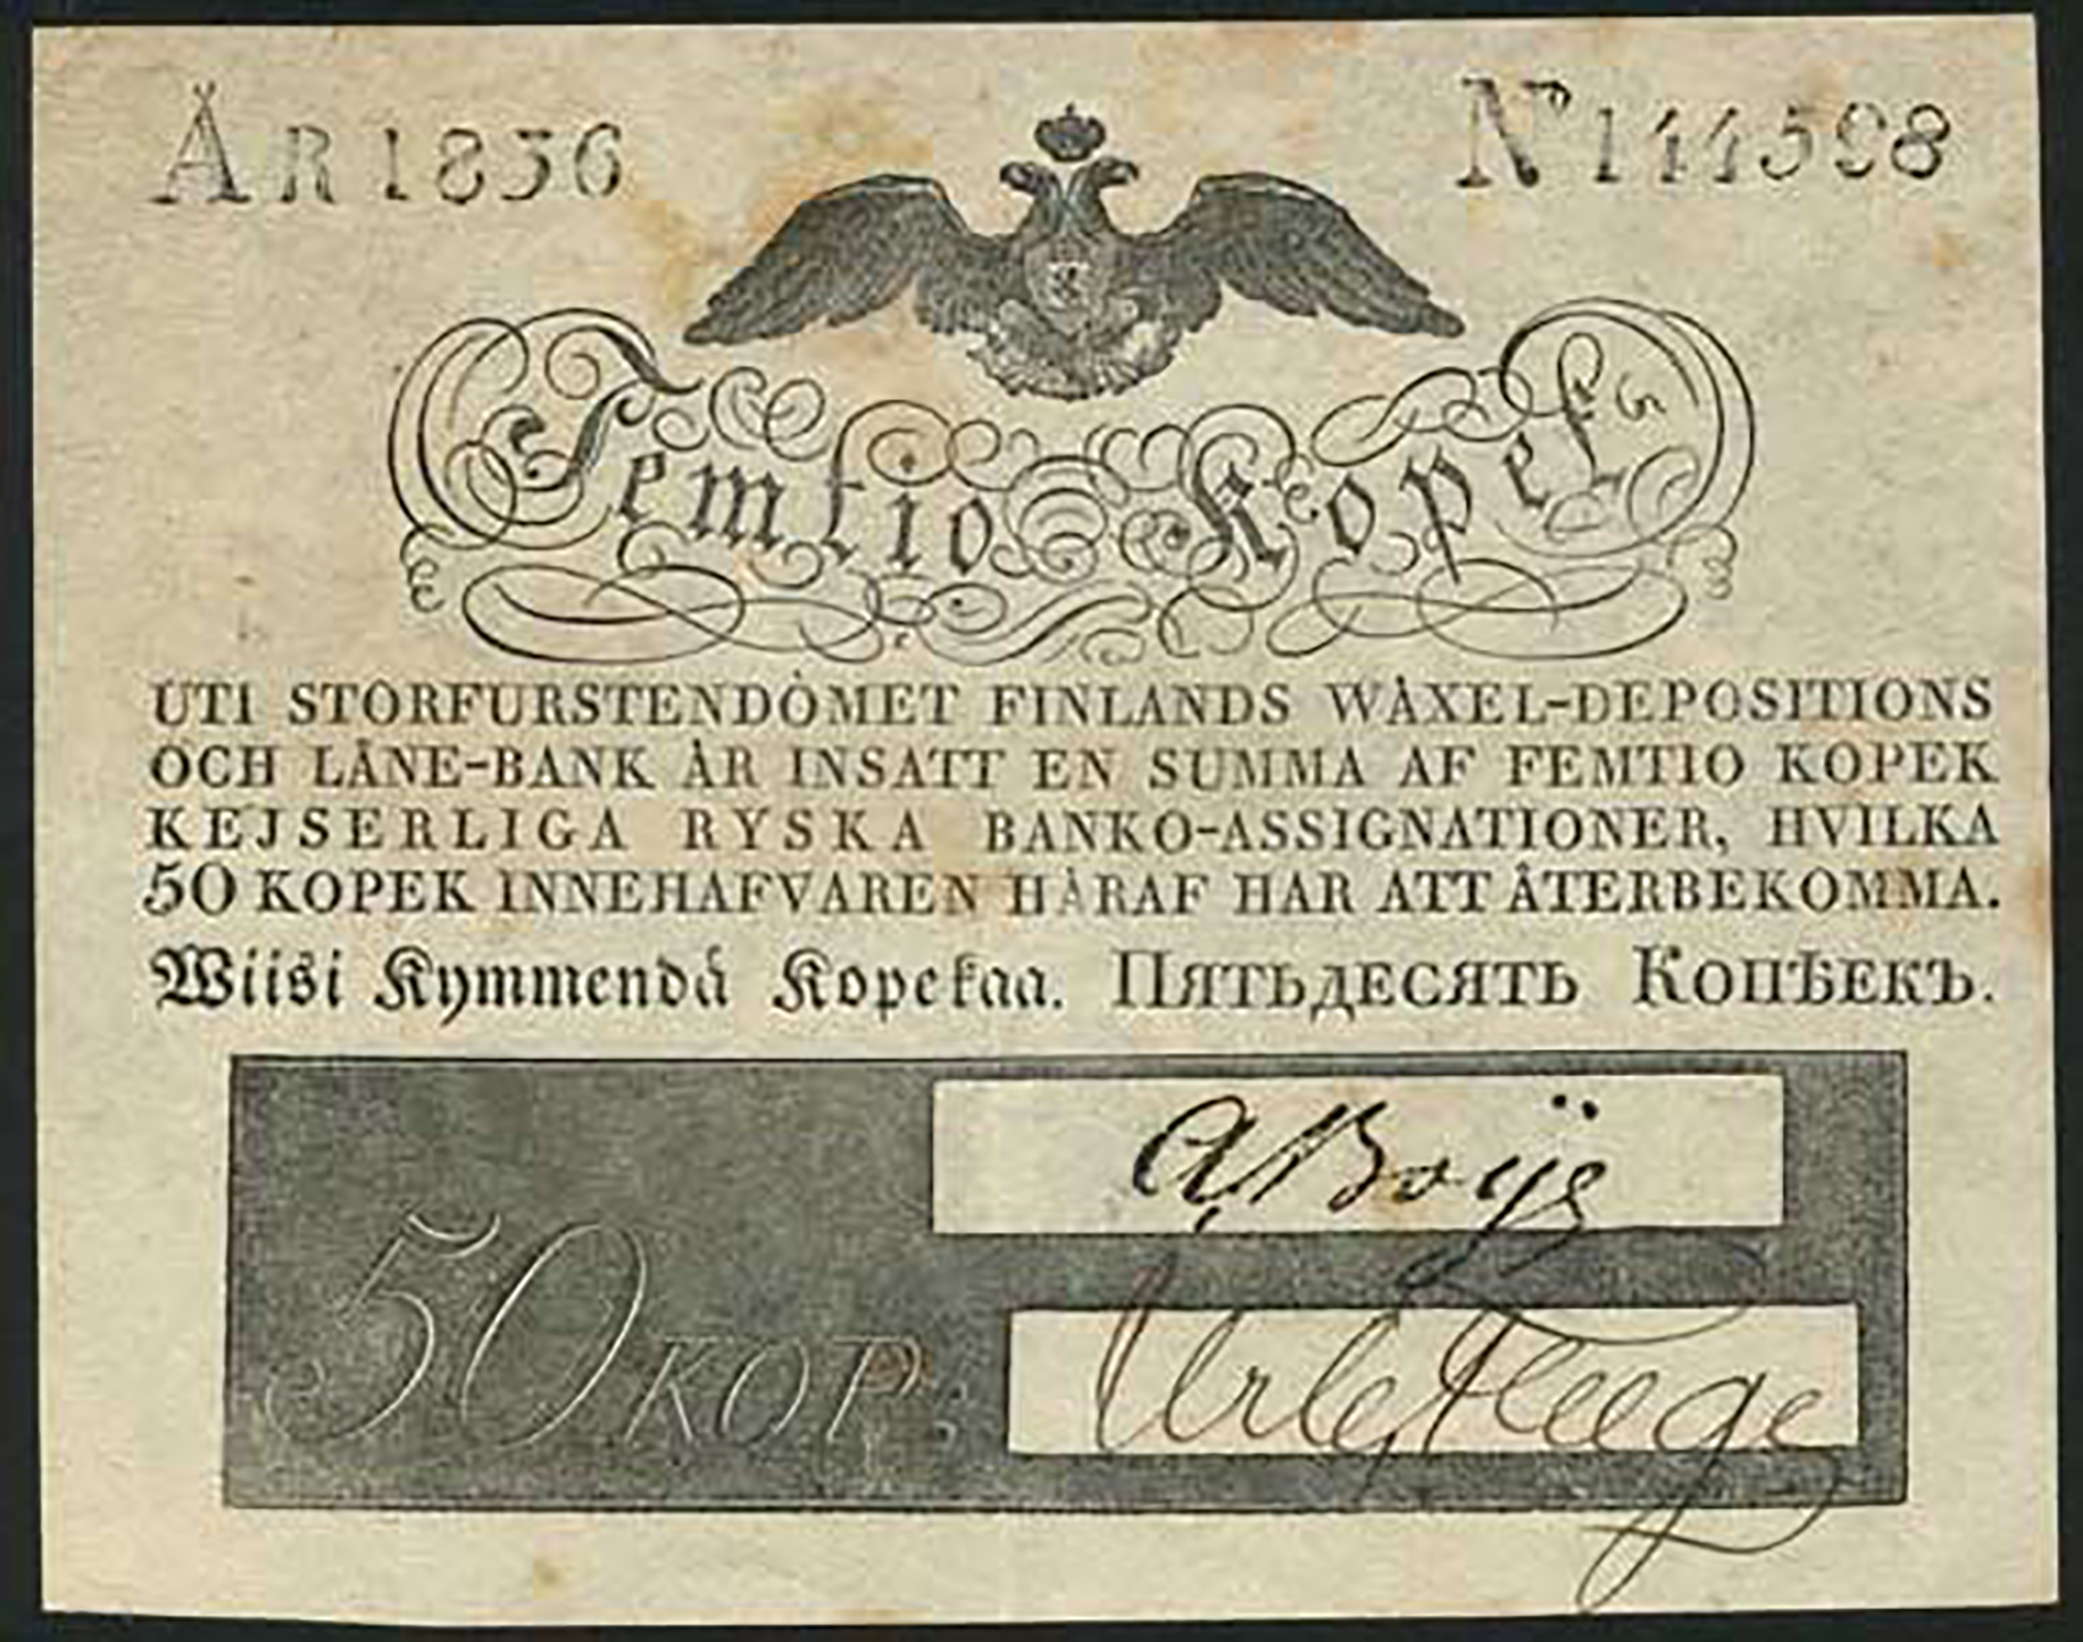 ÅR 1836 N° 144598
Femtio Kopek
UTI STORFURSTENDÖMET FINLANDS WÄXEL-DEPOSITIONS
OCH LÅNE-BANK ÄR INSATT EN SUMMA AF FEMTIO KOPEK
KEJSERLIGA RYSKA BANKO-ASSIGNATIONER, HVILKA
50 KOPEK INNEHAFVAREN HÄRAF HAR ATT ÅTERBEKOMMA.
Wiisi Kymmendä Kopekaa. Пятьдесять Копѣекъ.
A Boije
50 KOP: